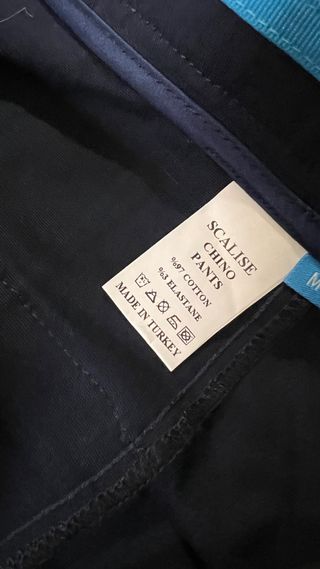 SCALISE
CHINO
PANTS
%97 COTTON
%3 ELASTANE
MADE IN TURKEY
M